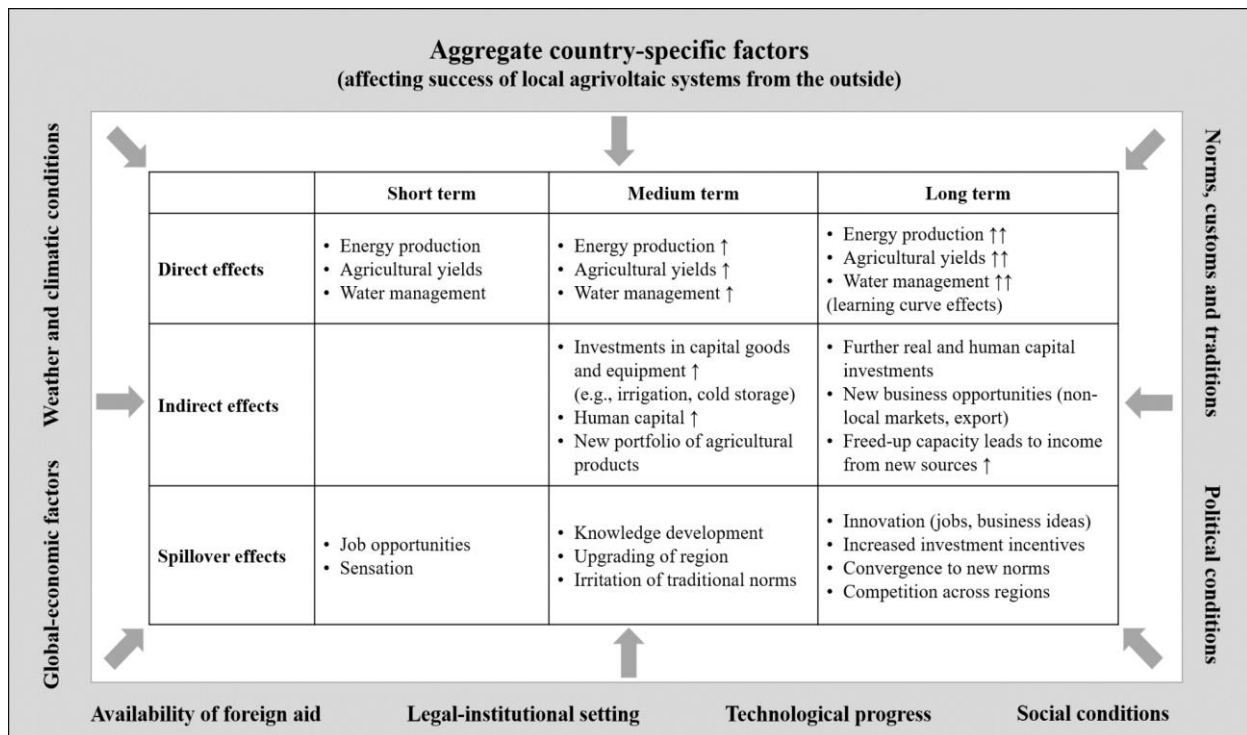 Aggregate country-specific factors
(affecting success of local agrivoltaic systems from the outside)
Weather and climatic conditions
Global-economic factors
Norms, customs and traditions
Political conditions
Short term
Medium term
Long term
Direct effects
• Energy production
• Agricultural yields
• Water management
• Energy production ↑
• Agricultural yields ↑
• Water management ↑
• Energy production ↑↑
• Agricultural yields ↑↑
• Water management ↑↑
(learning curve effects)
Indirect effects
• Investments in capital goods
and equipment ↑
(e.g., irrigation, cold storage)
• Human capital ↑
• New portfolio of agricultural
products
• Further real and human capital
investments
• New business opportunities (non-
local markets, export)
• Freed-up capacity leads to income
from new sources ↑
Spillover effects
• Job opportunities
• Sensation
• Knowledge development
• Upgrading of region
• Irritation of traditional norms
• Innovation (jobs, business ideas)
• Increased investment incentives
• Convergence to new norms
• Competition across regions
Availability of foreign aid
Legal-institutional setting
Technological progress
Social conditions